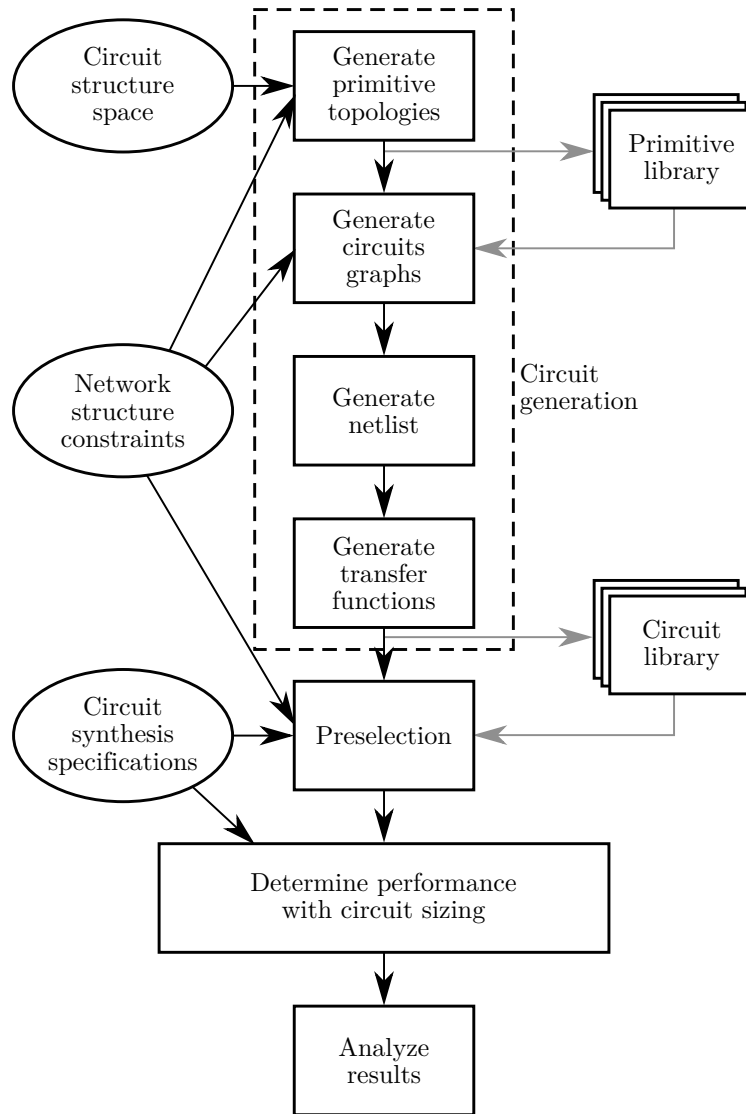 Circuit
structure
space
Generate
primitive
topologies
Primitive
library
Generate
circuits
graphs
Network
structure
constraints
Generate
netlist
Circuit
generation
Generate
transfer
functions
Circuit
library
Circuit
synthesis
specifications
Preselection
Determine performance
with circuit sizing
Analyze
results